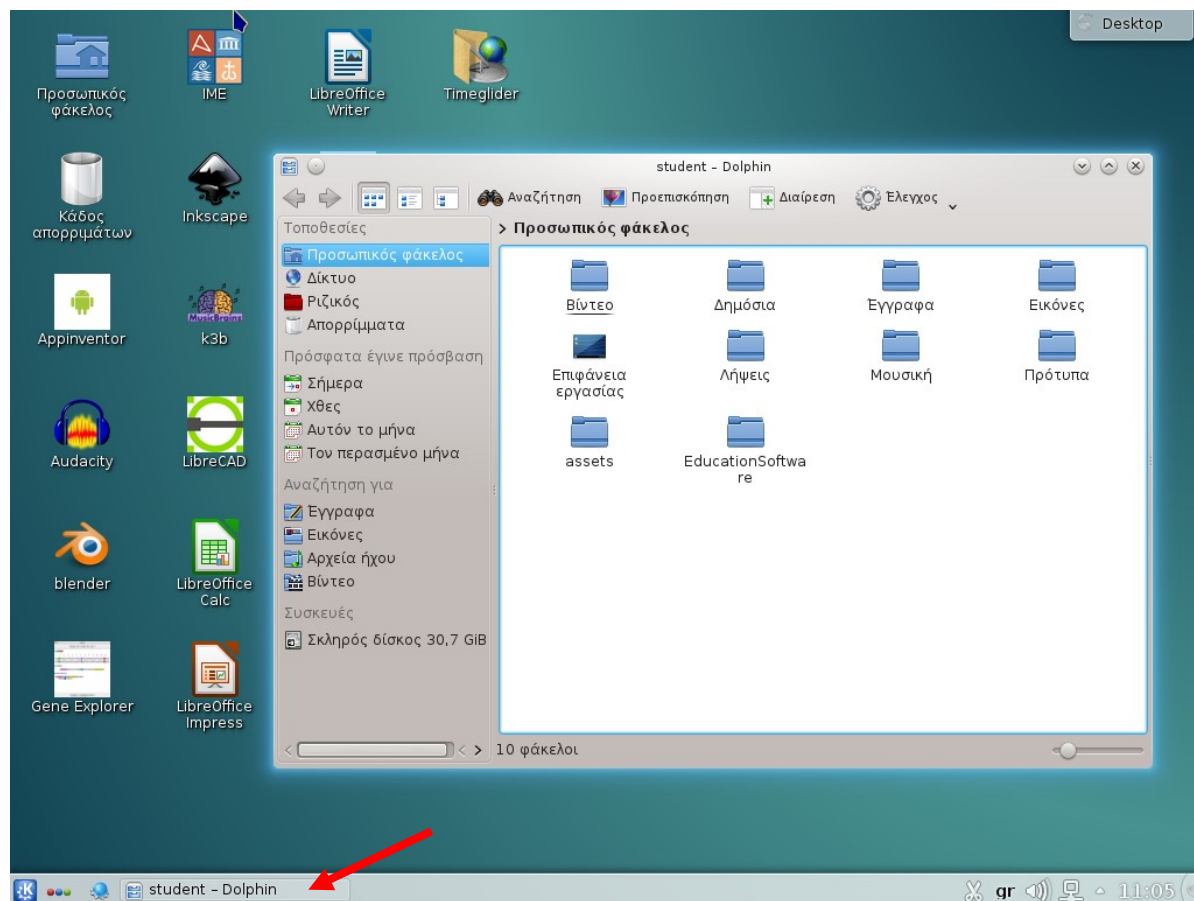 Desktop
Προσωπικός
φάκελος
IME
LibreOffice
Writer
Timeglider
Κάδος
απορριμάτων
Inkscape
Appinventor
MusicBrainz
k3b
Audacity
LibreCAD
blender
LibreOffice
Calc
Gene Explorer
LibreOffice
Impress
student – Dolphin
Αναζήτηση Προεπισκόπηση Διαίρεση Έλεγχος
Τοποθεσίες
Προσωπικός φάκελος
Δίκτυο
Ριζικός
Απορρίμματα
Πρόσφατα έγινε πρόσβαση
Σήμερα
Χθες
Αυτόν το μήνα
Τον περασμένο μήνα
Αναζήτηση για
Έγγραφα
Εικόνες
Αρχεία ήχου
Βίντεο
Συσκευές
Σκληρός δίσκος 30,7 GiB
> Προσωπικός φάκελος
Βίντεο Δημόσια Έγγραφα Εικόνες
Επιφάνεια
εργασίας
Λήψεις Μουσική Πρότυπα
assets EducationSoftwa
re
10 φάκελοι
student – Dolphin
gr 11:05